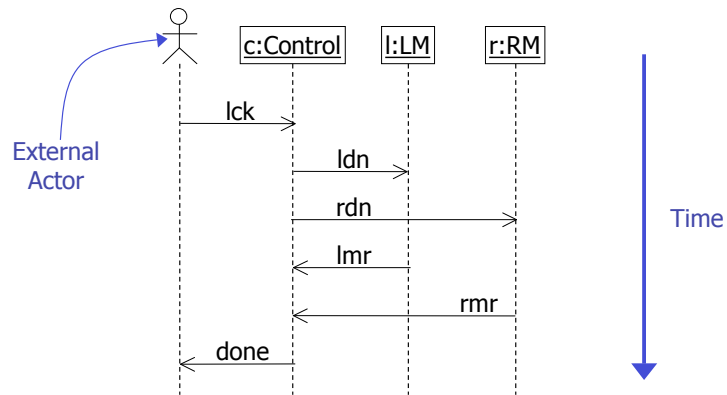 c:Control l:LM r:RM
lck
External
Actor
ldn
rdn
Time
lmr
rmr
done